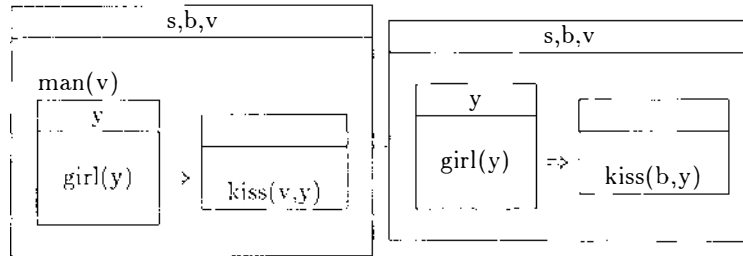 s,b,v
man(v)
y
girl(y) > kiss(v,y)
s,b,v
y
girl(y) => kiss(b,y)